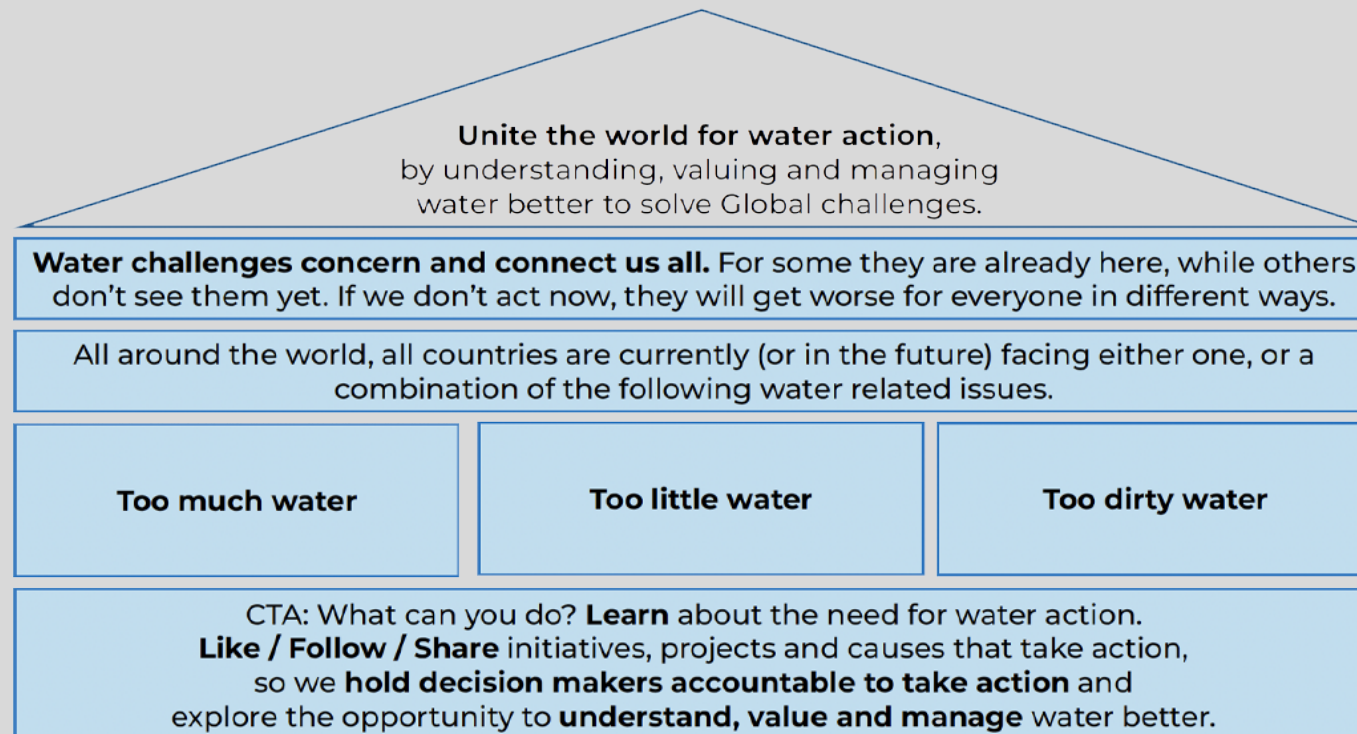 Unite the world for water action,
by understanding, valuing and managing
water better to solve Global challenges.
Water challenges concern and connect us all. For some they are already here, while others
don't see them yet. If we don't act now, they will get worse for everyone in different ways.
All around the world, all countries are currently (or in the future) facing either one, or a
combination of the following water related issues.
Too much water
Too little water
Too dirty water
CTA: What can you do? Learn about the need for water action.
Like / Follow / Share initiatives, projects and causes that take action,
so we hold decision makers accountable to take action and
explore the opportunity to understand, value and manage water better.